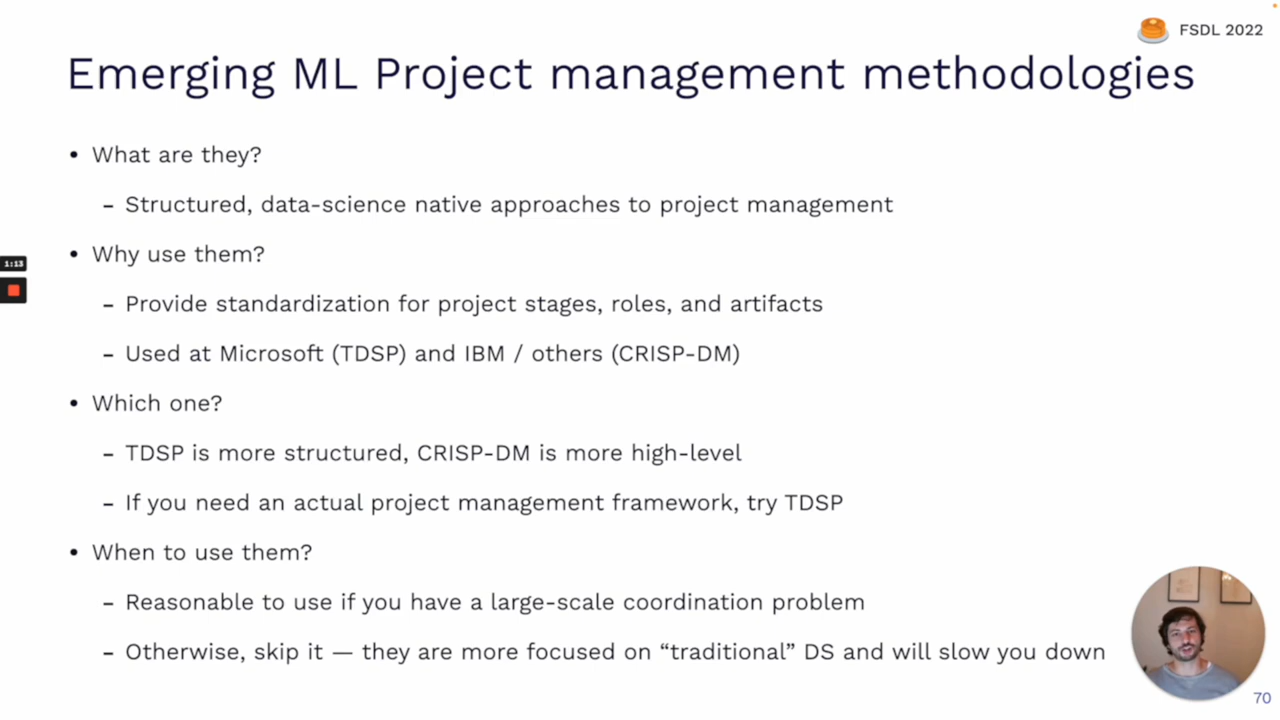 FSDL 2022
Emerging ML Project management methodologies
• What are they?
– Structured, data-science native approaches to project management
• Why use them?
1:13
– Provide standardization for project stages, roles, and artifacts
– Used at Microsoft (TDSP) and IBM / others (CRISP-DM)
• Which one?
– TDSP is more structured, CRISP-DM is more high-level
– If you need an actual project management framework, try TDSP
• When to use them?
– Reasonable to use if you have a large-scale coordination problem
– Otherwise, skip it — they are more focused on “traditional” DS and will slow you down
70